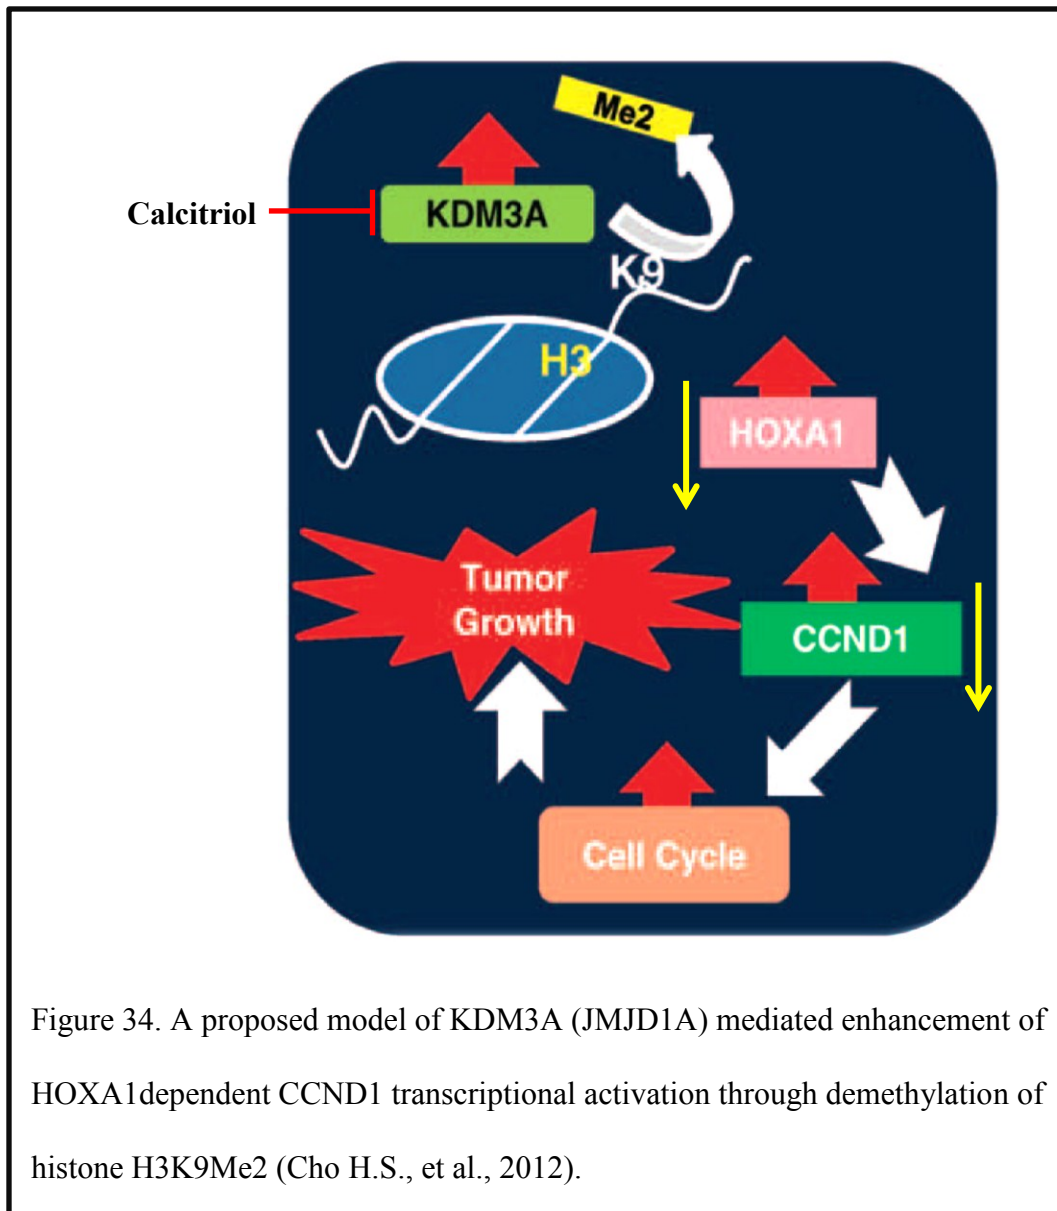 Me2
Calcitriol
KDM3A
K9
H3
HOXA1
Tumor
Growth
CCND1
Cell Cycle
Figure 34. A proposed model of KDM3A (JMJD1A) mediated enhancement of
HOXA1dependent CCND1 transcriptional activation through demethylation of
histone H3K9Me2 (Cho H.S., et al., 2012).